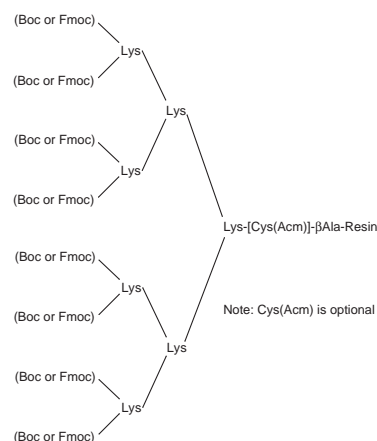 (Boc or Fmoc)
Lys
(Boc or Fmoc)
Lys
(Boc or Fmoc)
Lys
(Boc or Fmoc)
Lys-[Cys(Acm)]-βAla-Resin
(Boc or Fmoc)
Lys
Note: Cys(Acm) is optional
(Boc or Fmoc)
Lys
(Boc or Fmoc)
Lys
(Boc or Fmoc)